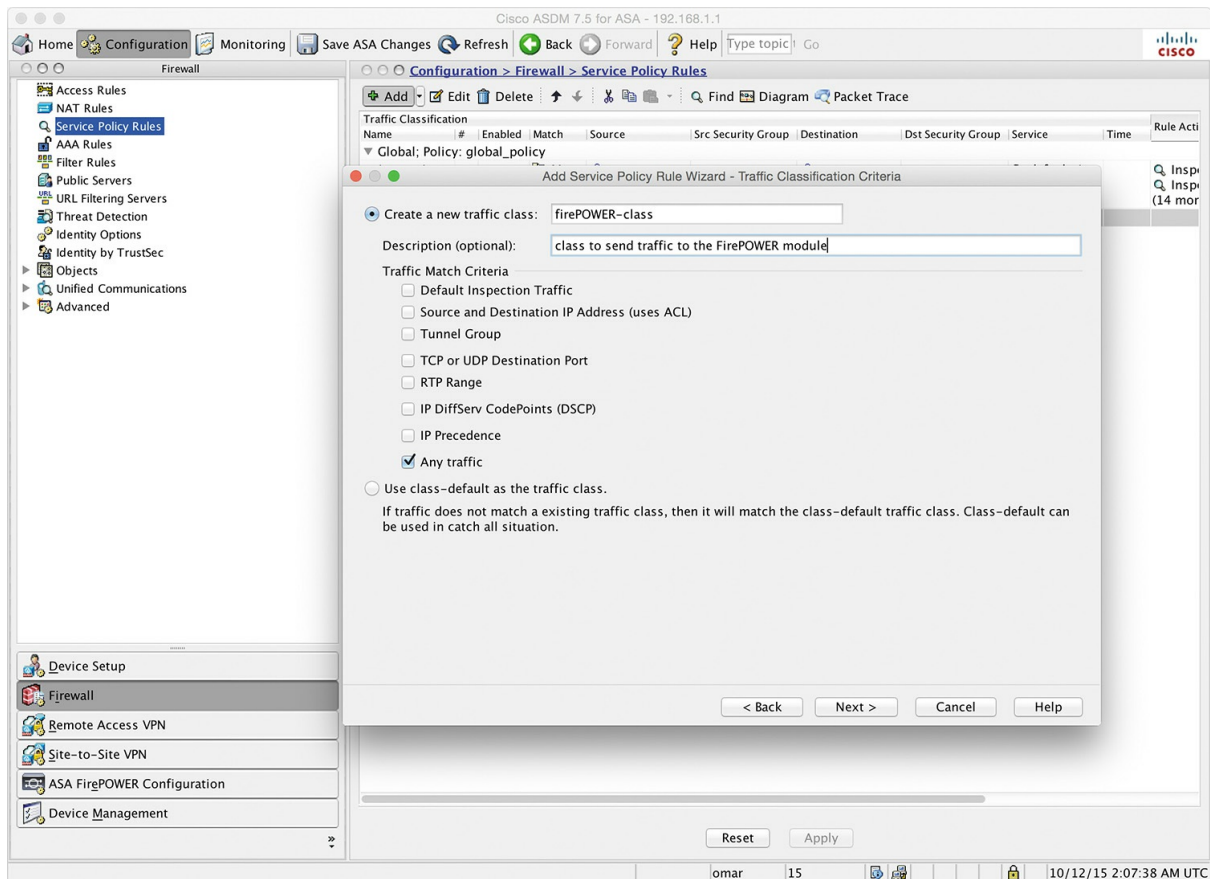 Cisco ASDM 7.5 for ASA - 192.168.1.1
Home Configuration Monitoring Save ASA Changes Refresh Back Forward Help Type topic Go
CISCO
Firewall
Access Rules
NAT Rules
Service Policy Rules
AAA Rules
Filter Rules
Public Servers
URL Filtering Servers
Threat Detection
Identity Options
Identity by TrustSec
Objects
Unified Communications
Advanced
Device Setup
Firewall
Remote Access VPN
Site-to-Site VPN
ASA FirePOWER Configuration
Device Management
Configuration > Firewall > Service Policy Rules
Add Edit Delete Find Diagram Packet Trace
Traffic Classification
Name # Enabled Match Source Src Security Group Destination Dst Security Group Service Time Rule Acti
Global; Policy: global_policy
Insp
Insp
(14 mor
Add Service Policy Rule Wizard - Traffic Classification Criteria
Create a new traffic class: firePOWER-class
Description (optional): class to send traffic to the FirePOWER module
Traffic Match Criteria
Default Inspection Traffic
Source and Destination IP Address (uses ACL)
Tunnel Group
TCP or UDP Destination Port
RTP Range
IP DiffServ CodePoints (DSCP)
IP Precedence
Any traffic
Use class-default as the traffic class.
If traffic does not match a existing traffic class, then it will match the class-default traffic class. Class-default can
be used in catch all situation.
< Back Next > Cancel Help
Reset Apply
omar 15 10/12/15 2:07:38 AM UTC